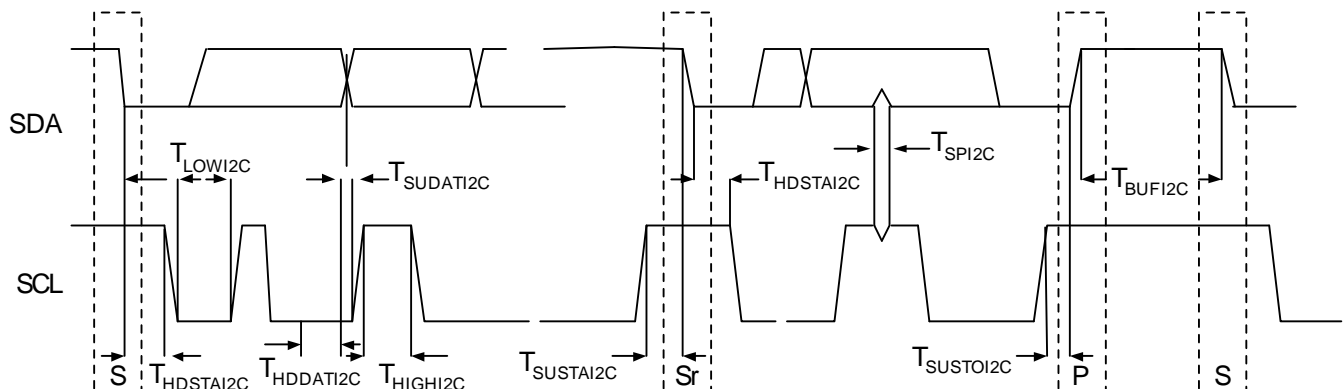 SDA
TLOWI2C
TSUDATI2C
TSPI2C
THDSTAI2C
TBUFI2C
SCL
S
THDSTAI2C
THDDATI2C
THIGHI2C
TSUSTAI2C
Sr
TSUSTOI2C
P
S